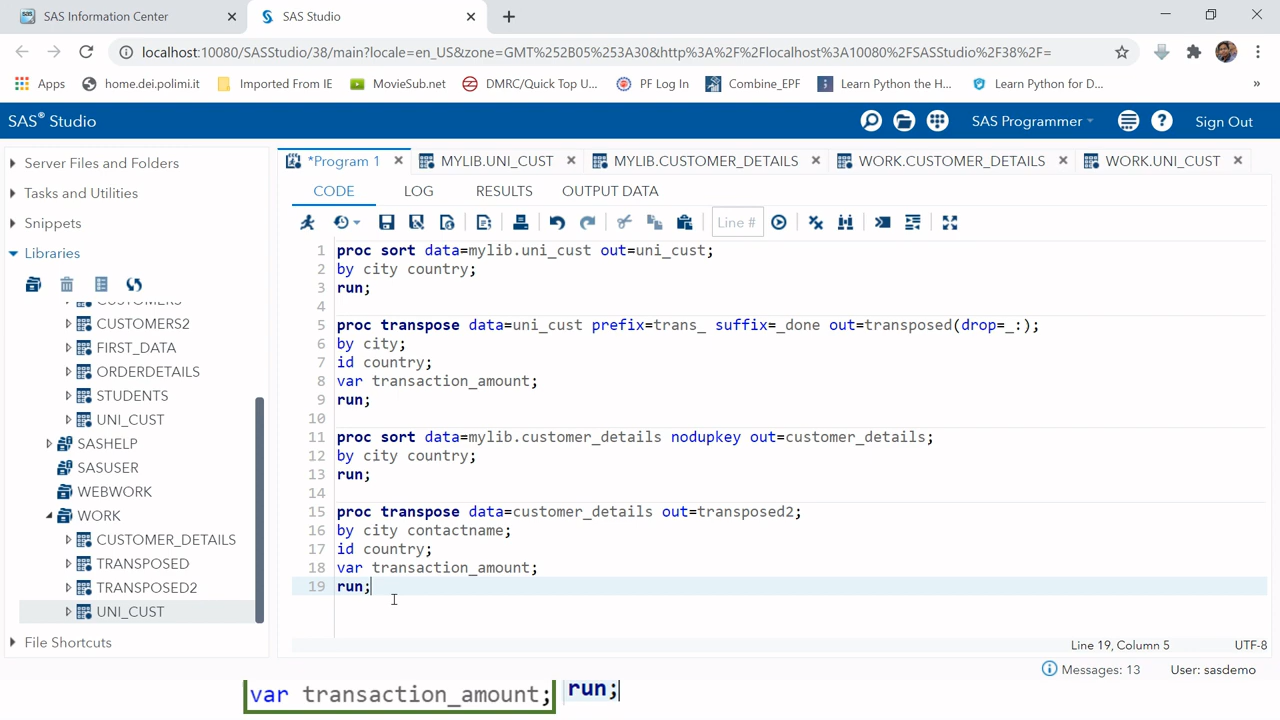 SAS Information Center
SAS Studio
localhost:10080/SASStudio/38/main?locale=en_US&zone=GMT%252B05%253A30&http%3A%2F%2Flocalhost%3A10080%2FSASStudio%2F38%2F=
Apps
home.dei.polimi.it
Imported From IE
MovieSub.net
DMRC/Quick Top U...
PF Log In
Combine_EPF
Learn Python the H...
Learn Python for D...
»
SAS® Studio
SAS Programmer
Sign Out
Server Files and Folders
Tasks and Utilities
Snippets
Libraries
CUSTOMERS
CUSTOMERS2
FIRST_DATA
ORDERDETAILS
STUDENTS
UNI_CUST
SASHELP
SASUSER
WEBWORK
WORK
CUSTOMER_DETAILS
TRANSPOSED
TRANSPOSED2
UNI_CUST
File Shortcuts
*Program 1
MYLIB.UNI_CUST
MYLIB.CUSTOMER_DETAILS
WORK.CUSTOMER_DETAILS
WORK.UNI_CUST
CODE LOG RESULTS OUTPUT DATA
Line #
1 proc sort data=mylib.uni_cust out=uni_cust;
2 by city country;
3 run;
4
5 proc transpose data=uni_cust prefix=trans_ suffix=_done out=transposed(drop=_:);
6 by city;
7 id country;
8 var transaction_amount;
9 run;
10
11 proc sort data=mylib.customer_details nodupkey out=customer_details;
12 by city country;
13 run;
14
15 proc transpose data=customer_details out=transposed2;
16 by city contactname;
17 id country;
18 var transaction_amount;
19 run;
Line 19, Column 5
UTF-8
Messages: 13
User: sasdemo
var transaction_amount; run;